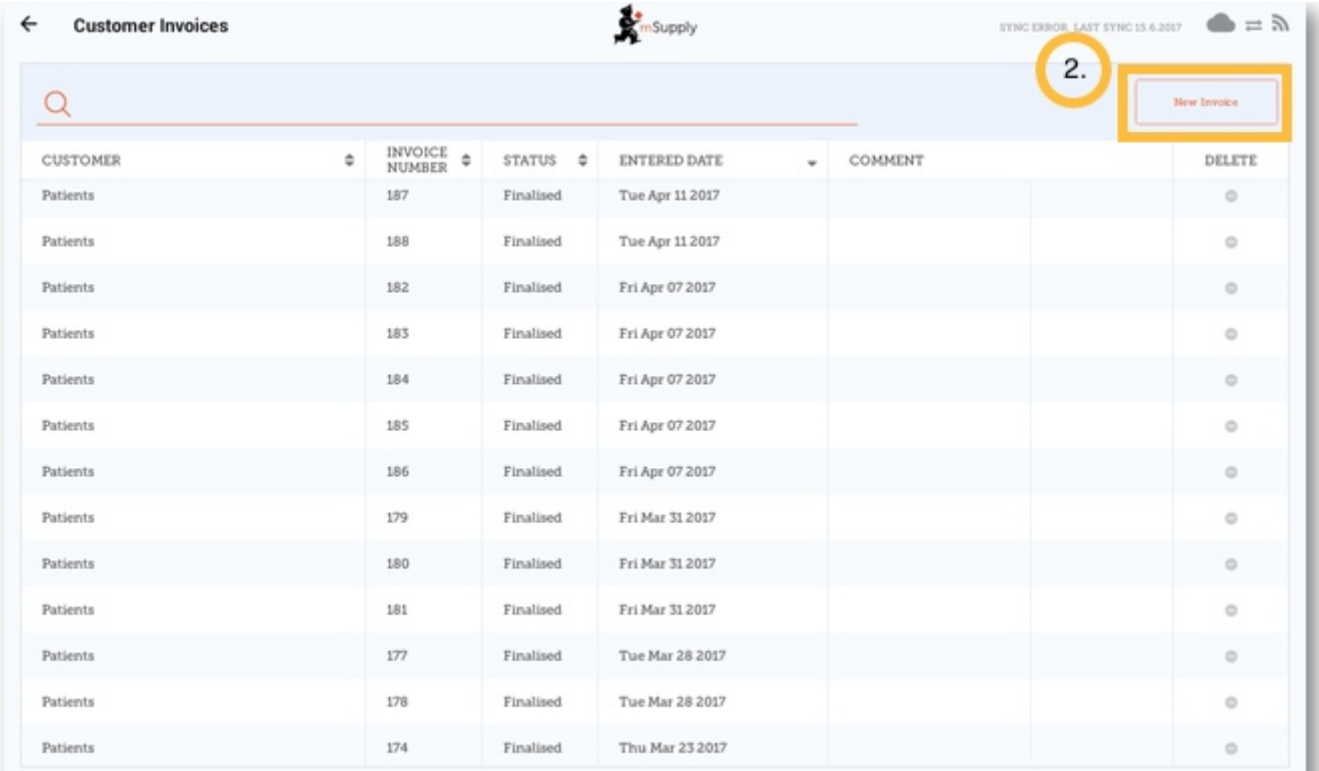 Customer Invoices
mSupply
SYNC ERROR, LAST SYNC 15.6.2017
2.
New Invoice
CUSTOMER INVOICE NUMBER STATUS ENTERED DATE COMMENT DELETE
Patients 187 Finalised Tue Apr 11 2017
Patients 188 Finalised Tue Apr 11 2017
Patients 182 Finalised Fri Apr 07 2017
Patients 183 Finalised Fri Apr 07 2017
Patients 184 Finalised Fri Apr 07 2017
Patients 185 Finalised Fri Apr 07 2017
Patients 186 Finalised Fri Apr 07 2017
Patients 179 Finalised Fri Mar 31 2017
Patients 180 Finalised Fri Mar 31 2017
Patients 181 Finalised Fri Mar 31 2017
Patients 177 Finalised Tue Mar 28 2017
Patients 178 Finalised Tue Mar 28 2017
Patients 174 Finalised Thu Mar 23 2017